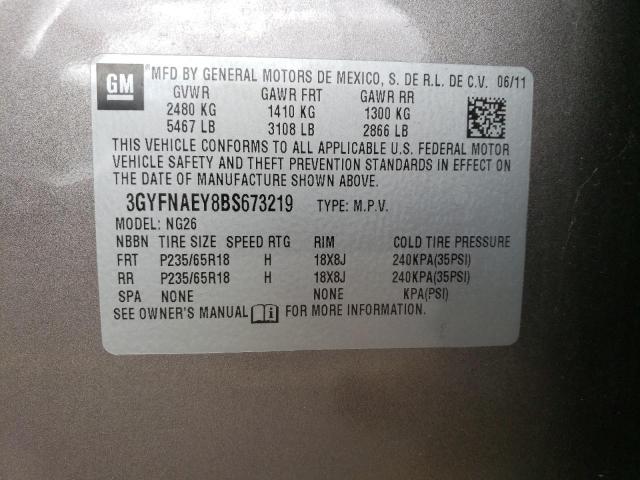 GM MFD BY GENERAL MOTORS DE MEXICO, S. DE R.L. DE C.V. 06/11
GVWR GAWR FRT GAWR RR
2480 KG 1410 KG 1300 KG
5467 LB 3108 LB 2866 LB
THIS VEHICLE CONFORMS TO ALL APPLICABLE U.S. FEDERAL MOTOR
VEHICLE SAFETY AND THEFT PREVENTION STANDARDS IN EFFECT ON
THE DATE OF MANUFACTURE SHOWN ABOVE.
3GYFNAEY8BS673219 TYPE: M.P.V.
MODEL: NG26
NBBN TIRE SIZE SPEED RTG RIM COLD TIRE PRESSURE
FRT P235/65R18 H 18X8J 240KPA(35PSI)
RR P235/65R18 H 18X8J 240KPA(35PSI)
SPA NONE NONE KPA(PSI)
SEE OWNER'S MANUAL i FOR MORE INFORMATION.